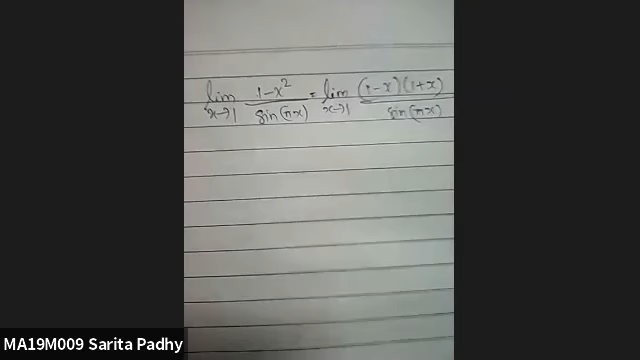 lim x→1 1-x²/sin(πx) = lim x→1 (1-x)(1+x)/sin(πx)
MA19M009 Sarita Padhy